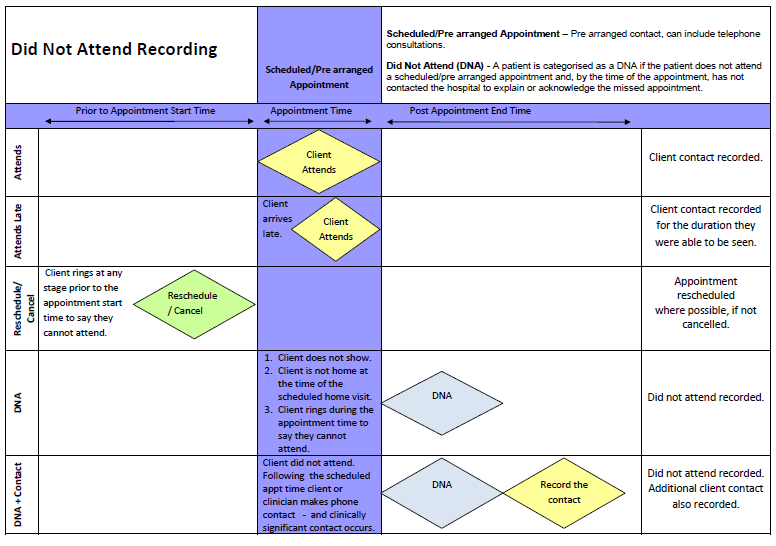 Did Not Attend Recording
Scheduled/Pre arranged
Appointment
Scheduled/Pre arranged Appointment – Pre arranged contact, can include telephone
consultations.
Did Not Attend (DNA) - A patient is categorised as a DNA if the patient does not attend
a scheduled/pre arranged appointment and, by the time of the appointment, has not
contacted the hospital to explain or acknowledge the missed appointment.
Prior to Appointment Start Time
Appointment Time
Post Appointment End Time
Attends
Client
Attends
Client contact recorded.
Attends Late
Client
arrives
late.
Client
Attends
Client contact recorded
for the duration they
were able to be seen.
Reschedule/
Cancel
Client rings at any
stage prior to the
appointment start
time to say they
cannot attend.
Reschedule
/ Cancel
Appointment
rescheduled
where possible, if not
cancelled.
DNA
1. Client does not show.
2. Client is not home at
the time of the
scheduled home visit.
3. Client rings during the
appointment time to
say they cannot
attend.
DNA
Did not attend recorded.
DNA + Contact
Client did not attend.
Following the scheduled
appt time client or
clinician makes phone
contact - and clinically
significant contact occurs.
DNA
Record the
contact
Did not attend recorded.
Additional client contact
also recorded.